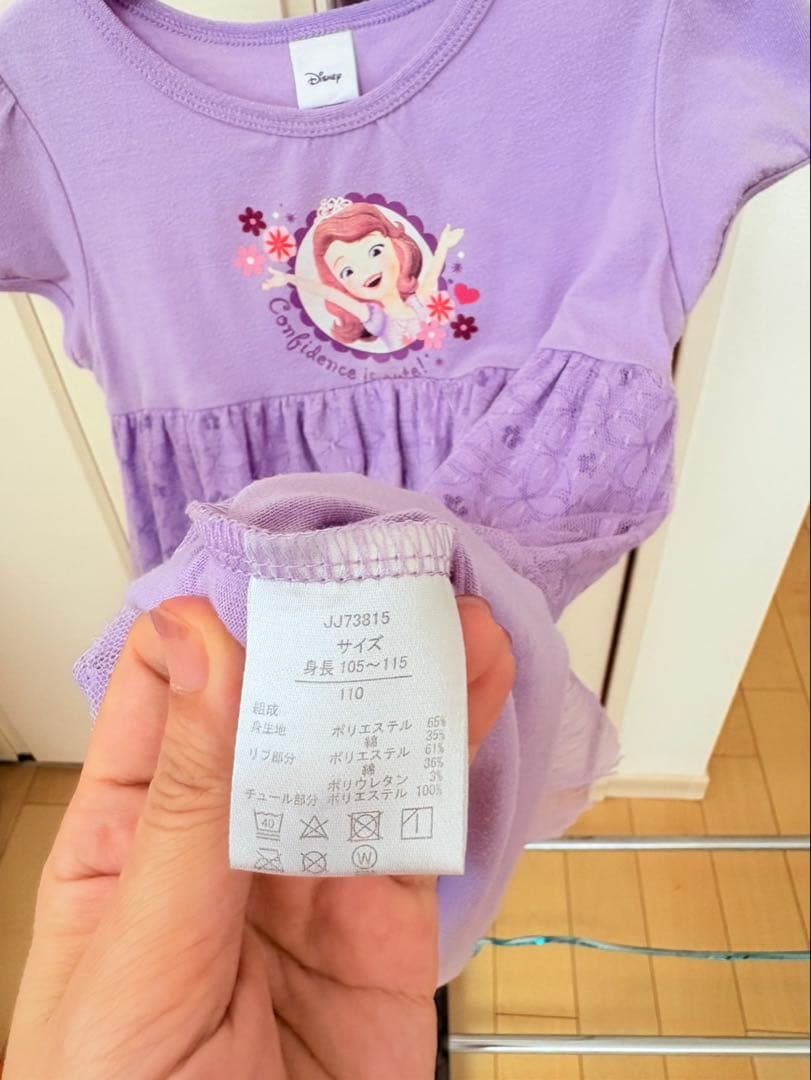 Disney
Confidence is cute!
JJ73815
サイズ
身長 105～115
110
組成
身生地 ポリエステル 65%
綿 35%
リブ部分 ポリエステル 61%
綿 36%
ポリウレタン 3%
チュール部分 ポリエステル 100%
40
W